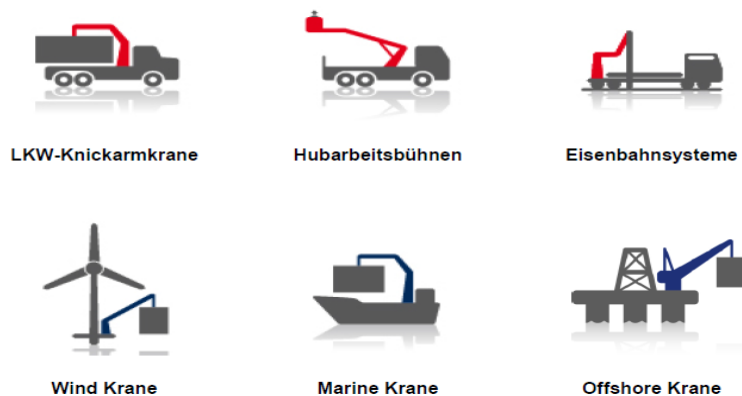 LKW-Knickarmkrane
Hubarbeitsbühnen
Eisenbahnsysteme
Wind Krane
Marine Krane
Offshore Krane